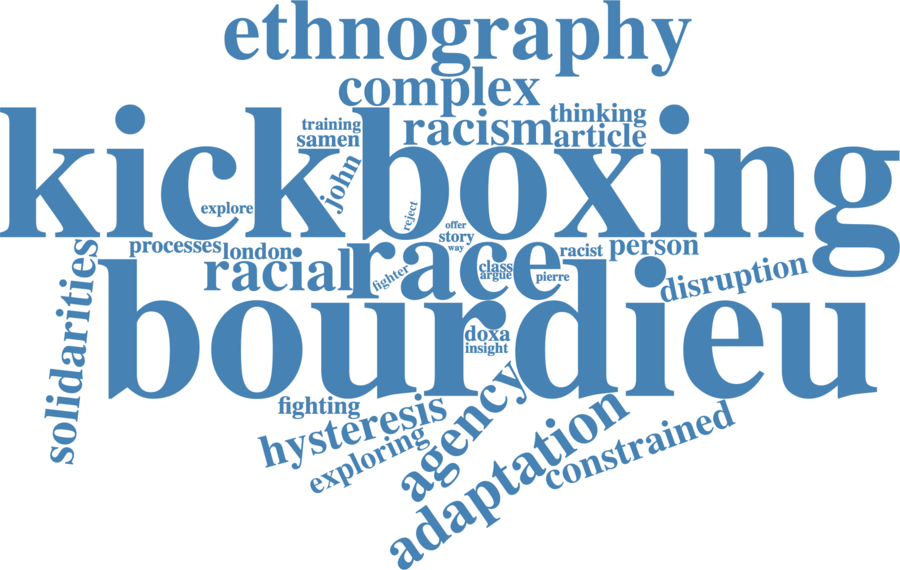 ethnography
complex
thinking
training
racism
article
samen
kickboxing
john
explore
reject
offer
story
way
processes
london
race
racist
person
racial
fighter
class
argue
pierre
disruption
solidarities
bourdieu
doxa
insight
fighting
hysteresis
exploring
agency
adaptation
constrained